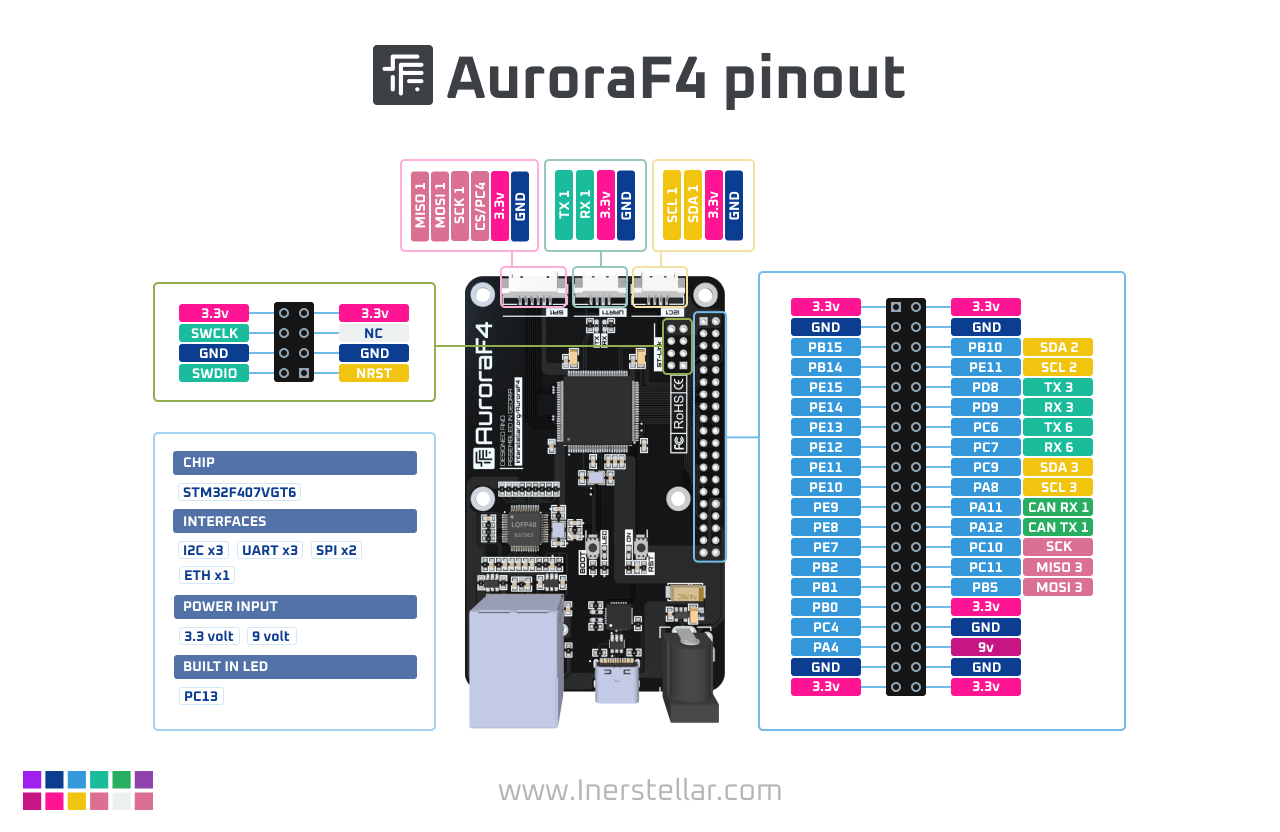 AuroraF4 pinout
MISO 1
MOSI 1
SCK 1
CS/PC4
3.3v
GND
TX 1
RX 1
3.3v
GND
SCL 1
SDA 1
3.3v
GND
3.3v 3.3v
SWCLK NC
GND GND
SWDIO NRST
CHIP
STM32F407VGT6
INTERFACES
I2C x3 UART x3 SPI x2
ETH x1
POWER INPUT
3.3 volt 9 volt
BUILT IN LED
PC13
SPI1
UART1
I2C1
TX
RX
ST-Link
AuroraF4
DESIGNED AND
ASSEMBLED IN GEORGIA
FC RoHS CE
LQFP48
BOOT
LED
ON
RST
3.3v 3.3v
GND GND
PB15 PB10 SDA 2
PB14 PE11 SCL 2
PE15 PD8 TX 3
PE14 PD9 RX 3
PE13 PC6 TX 6
PE12 PC7 RX 6
PE11 PC9 SDA 3
PE10 PA8 SCL 3
PE9 PA11 CAN RX 1
PE8 PA12 CAN TX 1
PE7 PC10 SCK
PB2 PC11 MISO 3
PB1 PB5 MOSI 3
PB0 3.3v
PC4 GND
PA4 9v
GND GND
3.3v 3.3v
www.Inerstellar.com